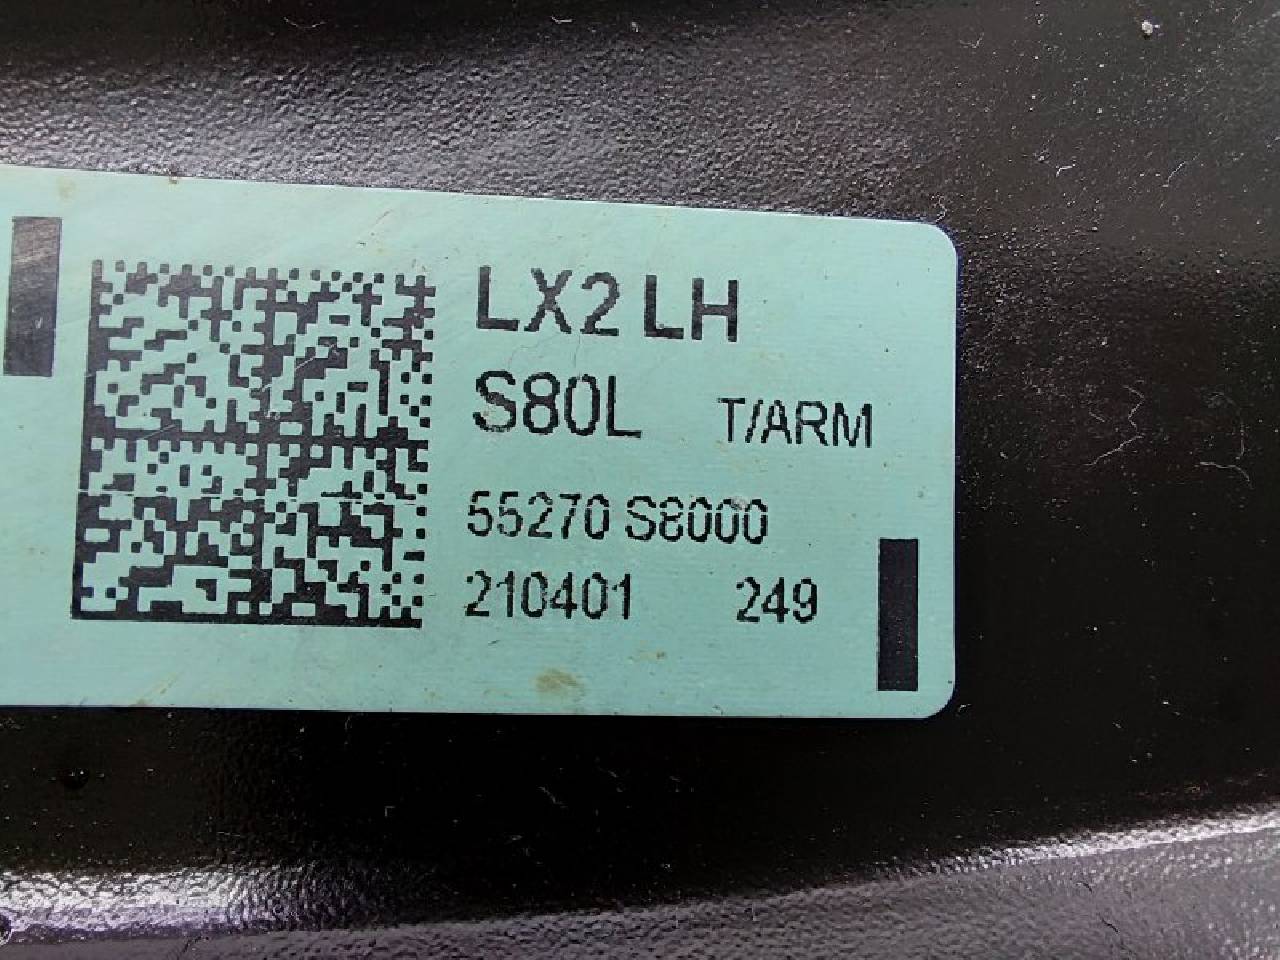 LX2 LH
S80L T/ARM
55270 S8000
210401 249